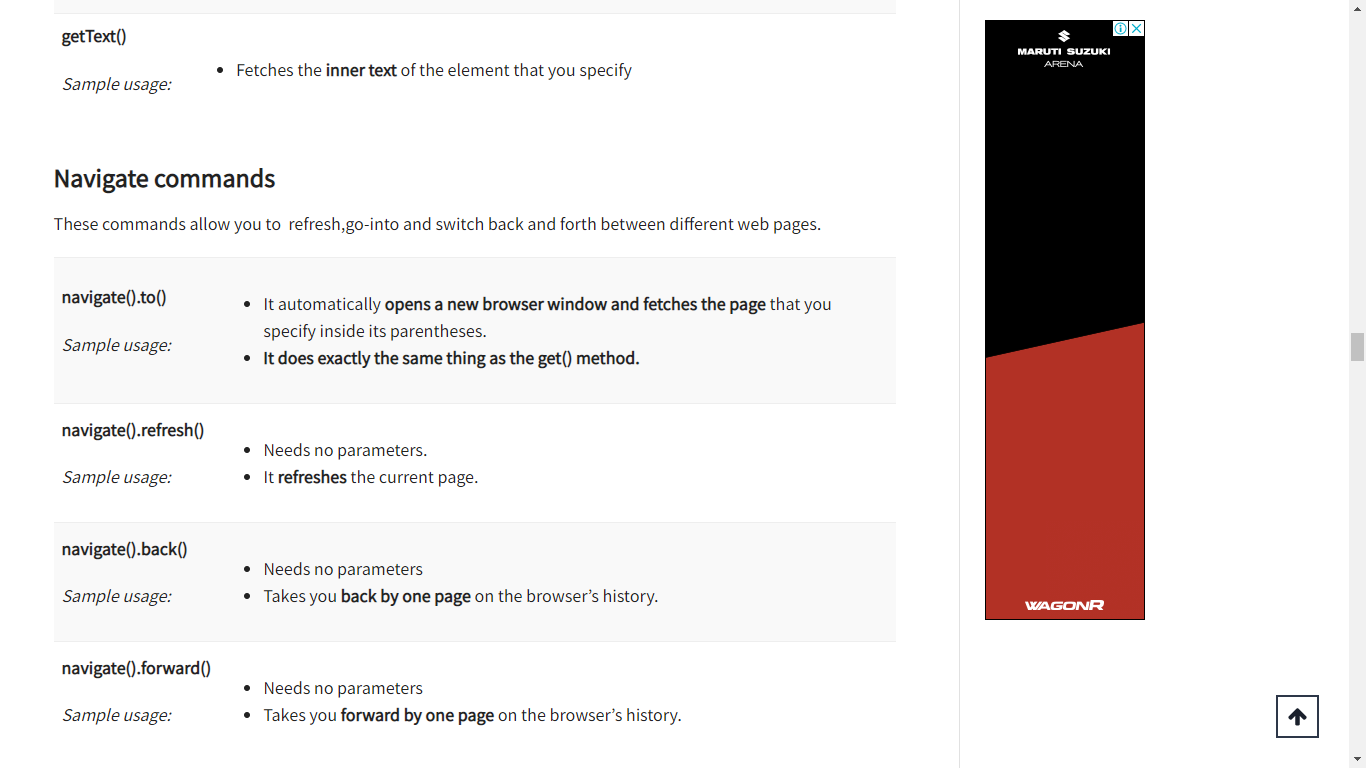 getText()
Sample usage:
• Fetches the inner text of the element that you specify
Navigate commands
These commands allow you to  refresh,go-into and switch back and forth between different web pages.
navigate().to()
Sample usage:
• It automatically opens a new browser window and fetches the page that you
specify inside its parentheses.
• It does exactly the same thing as the get() method.
navigate().refresh()
Sample usage:
• Needs no parameters.
• It refreshes the current page.
navigate().back()
Sample usage:
• Needs no parameters
• Takes you back by one page on the browser’s history.
navigate().forward()
Sample usage:
• Needs no parameters
• Takes you forward by one page on the browser’s history.
MARUTI SUZUKI
ARENA
WAGONR